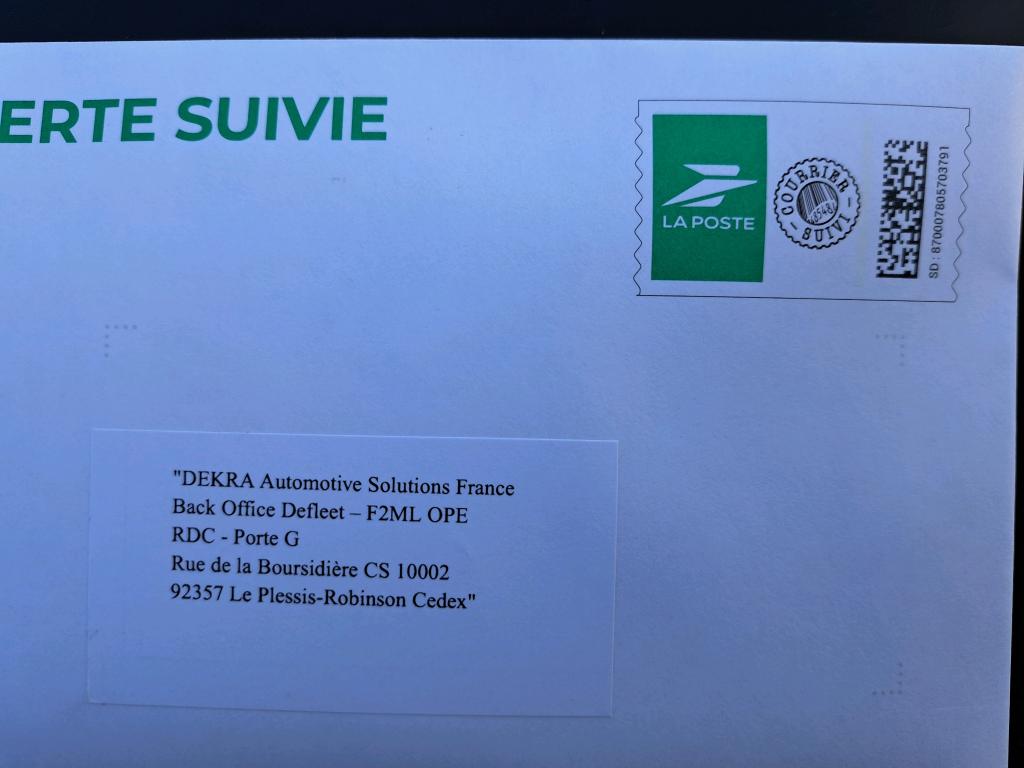 ERTE SUIVIE
LA POSTE
COURRIER
SUIVI
SD : 870007805703791
"DEKRA Automotive Solutions France
Back Office Defleet – F2ML OPE
RDC - Porte G
Rue de la Boursidière CS 10002
92357 Le Plessis-Robinson Cedex"